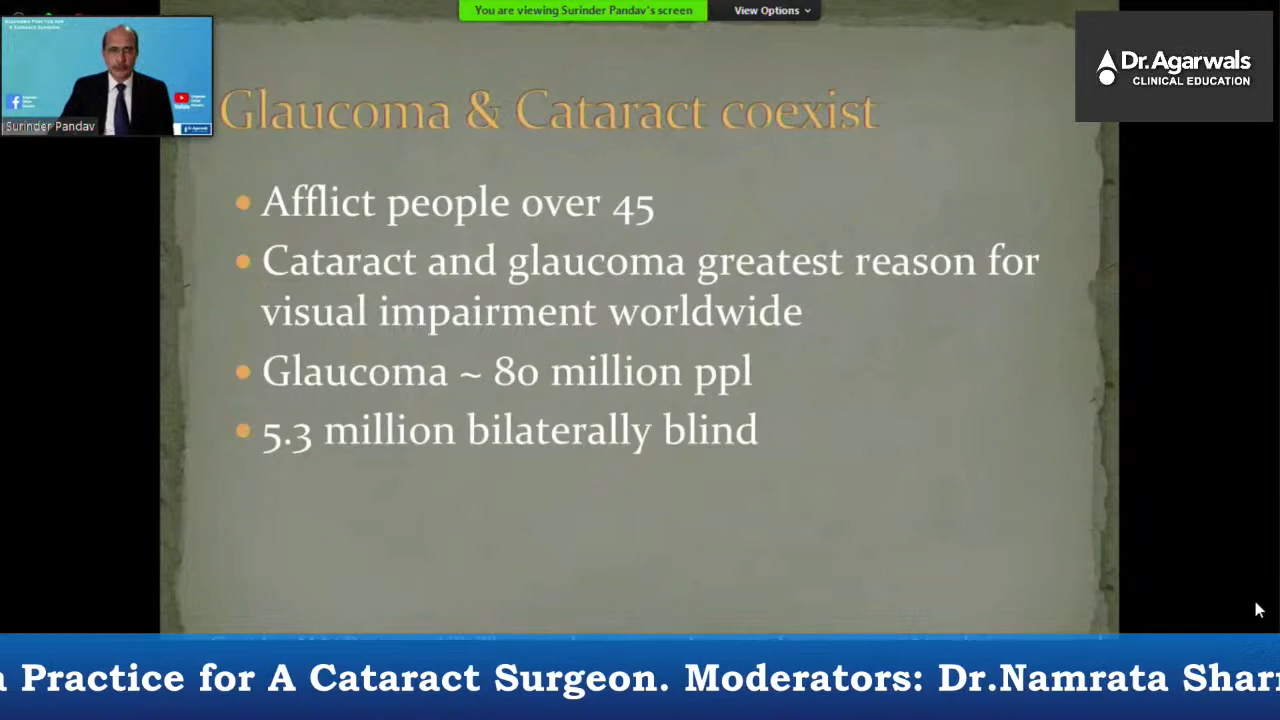 You are viewing Surinder Pandav's screen
View Options
Surinder Pandav
Dr.Agarwals
CLINICAL EDUCATION
Glaucoma & Cataract coexist
• Afflict people over 45
• Cataract and glaucoma greatest reason for
visual impairment worldwide
• Glaucoma ~ 80 million ppl
• 5.3 million bilaterally blind
Practice for A Cataract Surgeon. Moderators: Dr.Namrata